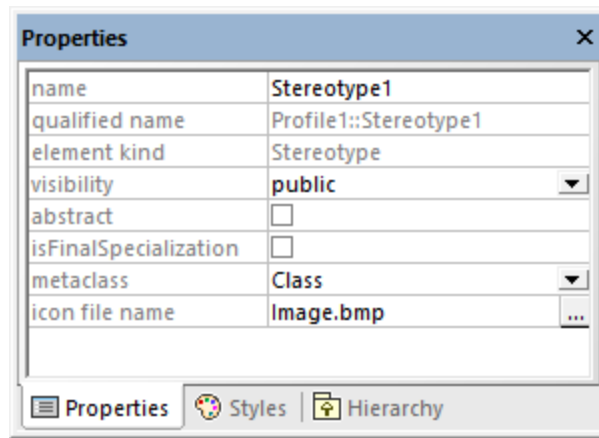 Properties
name Stereotype1
qualified name Profile1::Stereotype1
element kind Stereotype
visibility public
abstract
isFinalSpecialization
metaclass Class
icon file name Image.bmp ...
Properties Styles Hierarchy